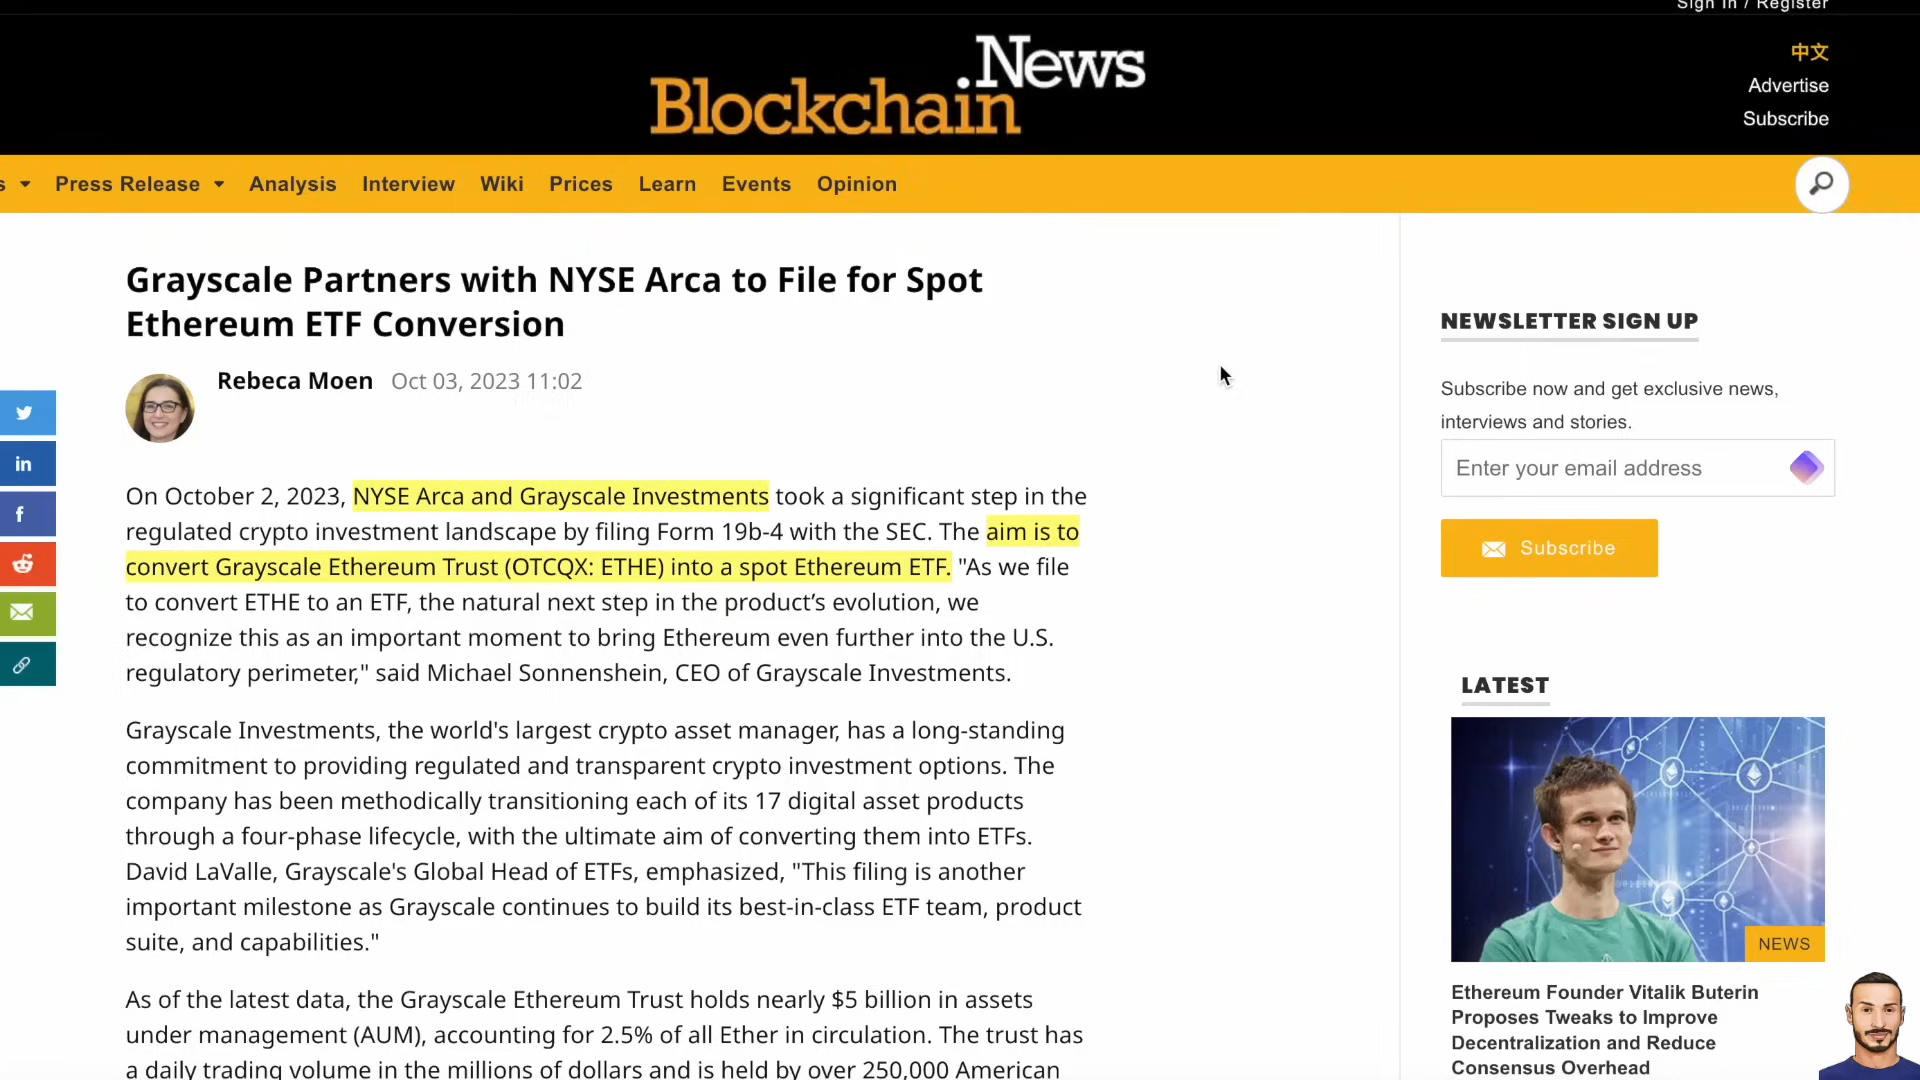 Sign In / Register
Blockchain.News
中文
Advertise
Subscribe
s
Press Release
Analysis
Interview
Wiki
Prices
Learn
Events
Opinion
Grayscale Partners with NYSE Arca to File for Spot
Ethereum ETF Conversion
Rebeca Moen Oct 03, 2023 11:02
in
f
On October 2, 2023, NYSE Arca and Grayscale Investments took a significant step in the
regulated crypto investment landscape by filing Form 19b-4 with the SEC. The aim is to
convert Grayscale Ethereum Trust (OTCQX: ETHE) into a spot Ethereum ETF. "As we file
to convert ETHE to an ETF, the natural next step in the product’s evolution, we
recognize this as an important moment to bring Ethereum even further into the U.S.
regulatory perimeter," said Michael Sonnenshein, CEO of Grayscale Investments.
Grayscale Investments, the world's largest crypto asset manager, has a long-standing
commitment to providing regulated and transparent crypto investment options. The
company has been methodically transitioning each of its 17 digital asset products
through a four-phase lifecycle, with the ultimate aim of converting them into ETFs.
David LaValle, Grayscale's Global Head of ETFs, emphasized, "This filing is another
important milestone as Grayscale continues to build its best-in-class ETF team, product
suite, and capabilities."
As of the latest data, the Grayscale Ethereum Trust holds nearly $5 billion in assets
under management (AUM), accounting for 2.5% of all Ether in circulation. The trust has
a daily trading volume in the millions of dollars and is held by over 250,000 American
NEWSLETTER SIGN UP
Subscribe now and get exclusive news,
interviews and stories.
Enter your email address
Subscribe
LATEST
NEWS
Ethereum Founder Vitalik Buterin
Proposes Tweaks to Improve
Decentralization and Reduce
Consensus Overhead